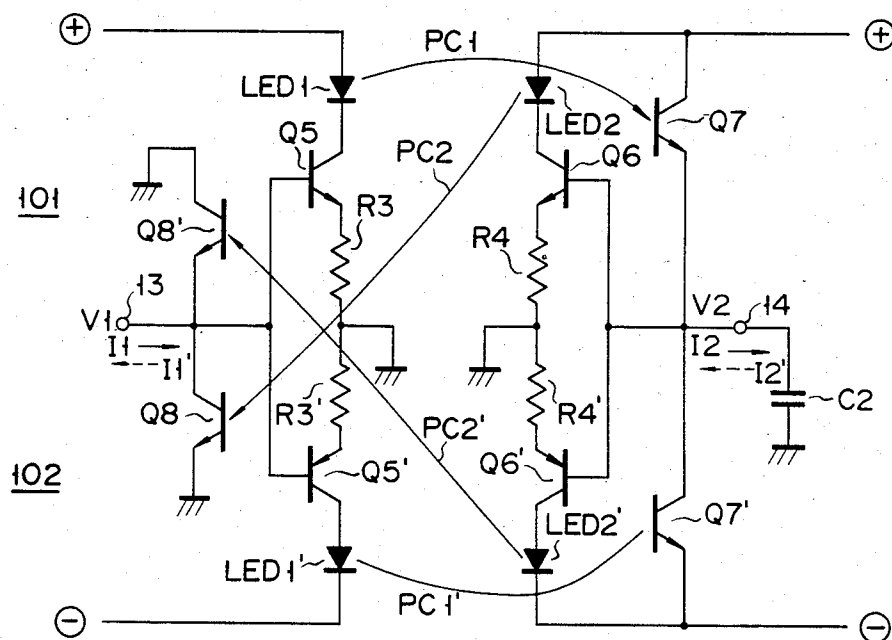 + PC1 +
LED1 LED2 Q7
Q5 PC2 Q6
101 Q8' R3 R4
V1 13 V2 14
I1 I1' I2 I2'
Q8 R3' R4' C2
PC2'
102 Q5' Q6' Q7'
LED1' LED2'
PC1'
- -